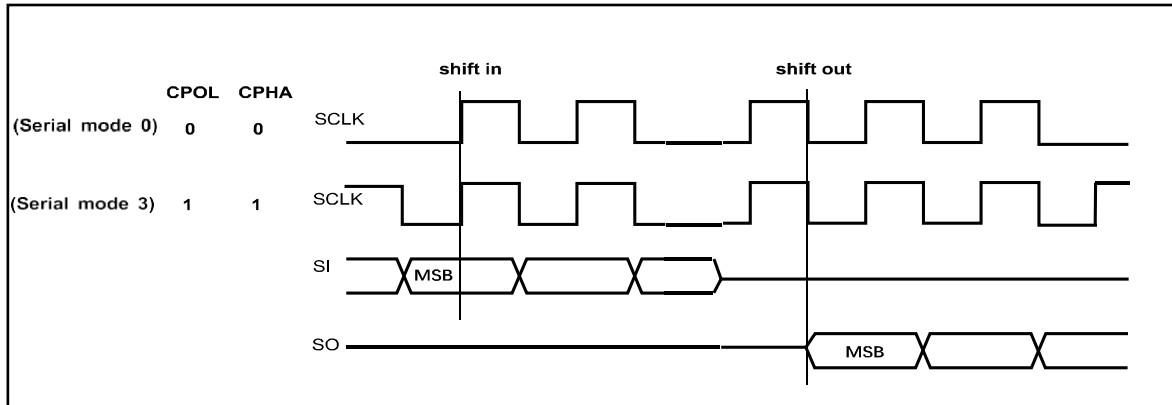 shift in shift out
CPOL CPHA
(Serial mode 0) 0 0 SCLK
(Serial mode 3) 1 1 SCLK
SI MSB
SO MSB